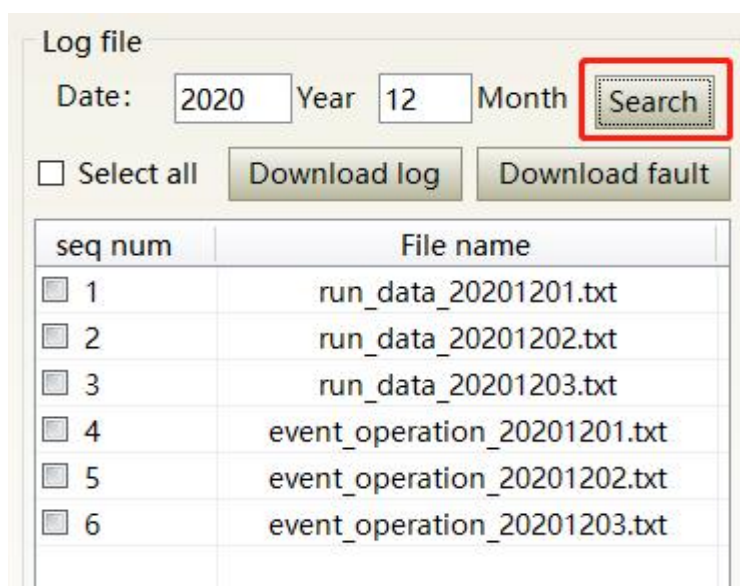 Log file
Date: 2020 Year 12 Month Search
Select all Download log Download fault
seq num File name
1 run_data_20201201.txt
2 run_data_20201202.txt
3 run_data_20201203.txt
4 event_operation_20201201.txt
5 event_operation_20201202.txt
6 event_operation_20201203.txt